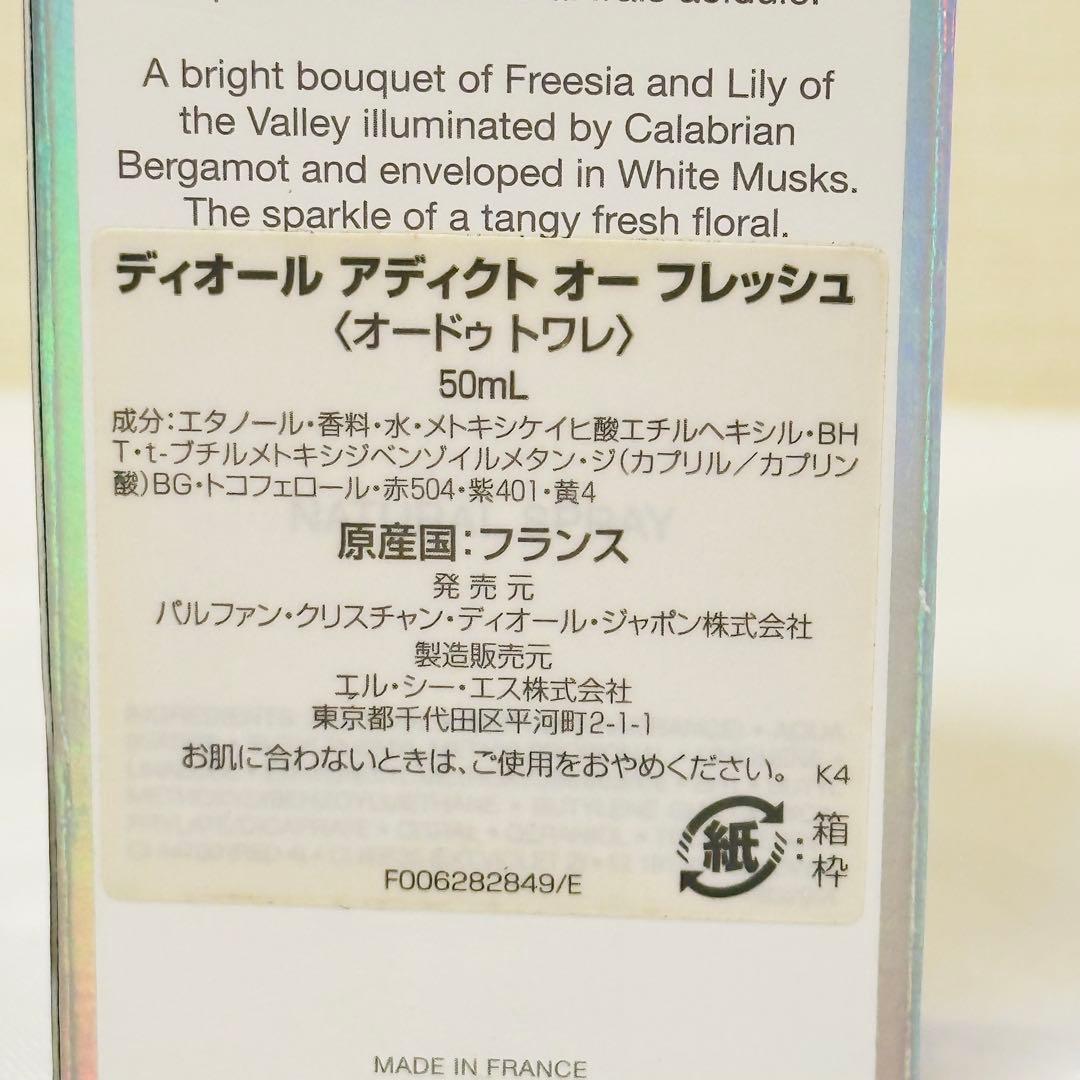 A bright bouquet of Freesia and Lily of
the Valley illuminated by Calabrian
Bergamot and enveloped in White Musks.
The sparkle of a tangy fresh floral.
ディオール アディクト オー フレッシュ
〈オードゥ トワレ〉
50mL
成分:エタノール・香料・水・メトキシケイヒ酸エチルヘキシル・BH
T・t-ブチルメトキシジベンゾイルメタン・ジ(カプリル/カプリン
酸)BG・トコフェロール・赤504・紫401・黄4
NATURAL SPRAY
原産国:フランス
発売元
パルファン・クリスチャン・ディオール・ジャポン株式会社
製造販売元
エル・シー・エス株式会社
東京都千代田区平河町2-1-1
お肌に合わないときは、ご使用をおやめください。 K4
紙:箱
枠
F006282849/E
MADE IN FRANCE